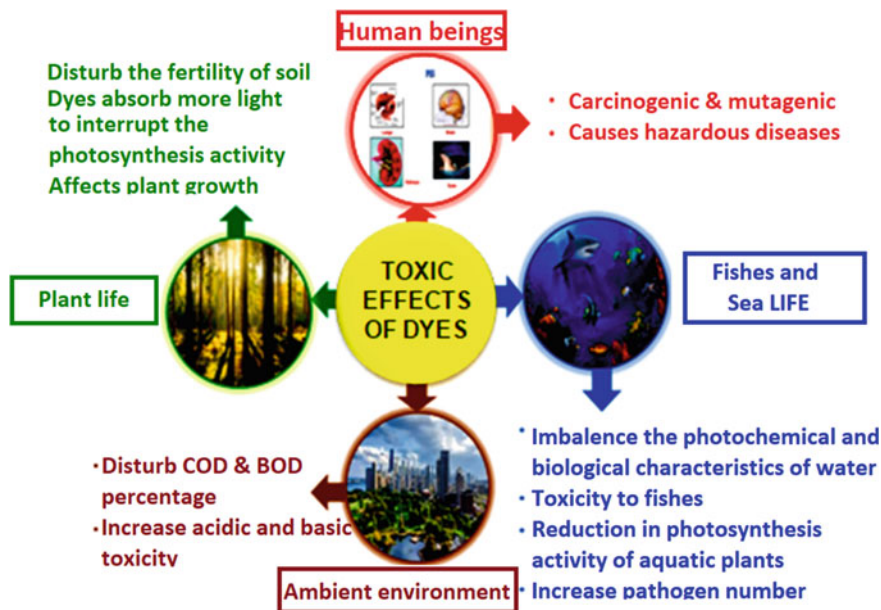 Human beings
Disturb the fertility of soil
Dyes absorb more light
to interrupt the
photosynthesis activity
Affects plant growth
• Carcinogenic & mutagenic
• Causes hazardous diseases
Plant life
TOXIC
EFFECTS
OF DYES
Fishes and
Sea LIFE
• Disturb COD & BOD
percentage
• Increase acidic and basic
toxicity
Ambient environment
• Imbalence the photochemical and
biological characteristics of water
• Toxicity to fishes
• Reduction in photosynthesis
activity of aquatic plants
• Increase pathogen number